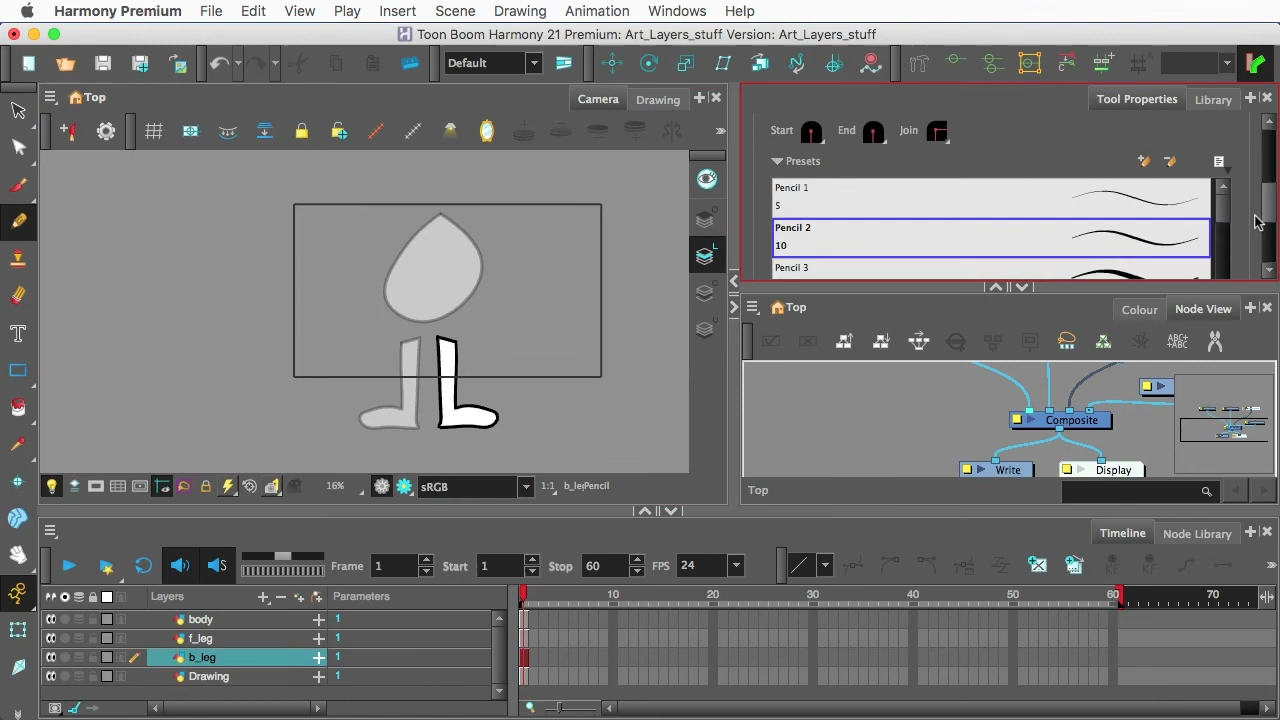 Harmony Premium File Edit View Play Insert Scene Drawing Animation Windows Help
Toon Boom Harmony 21 Premium: Art_Layers_stuff Version: Art_Layers_stuff
Default
Top
Camera
Drawing
Tool Properties
Library
Start
End
Join
Presets
Pencil 1
5
Pencil 2
10
Pencil 3
Top
Colour
Node View
ABC+
ABC2
Composite
Write
Display
Top
16%
sRGB
1:1
b_legPencil
Timeline
Node Library
Frame 1
Start 1
Stop 60
FPS 24
Layers
Parameters
10 20 30 40 50 60 70
body 1
f_leg 1
b_leg 1
Drawing 1